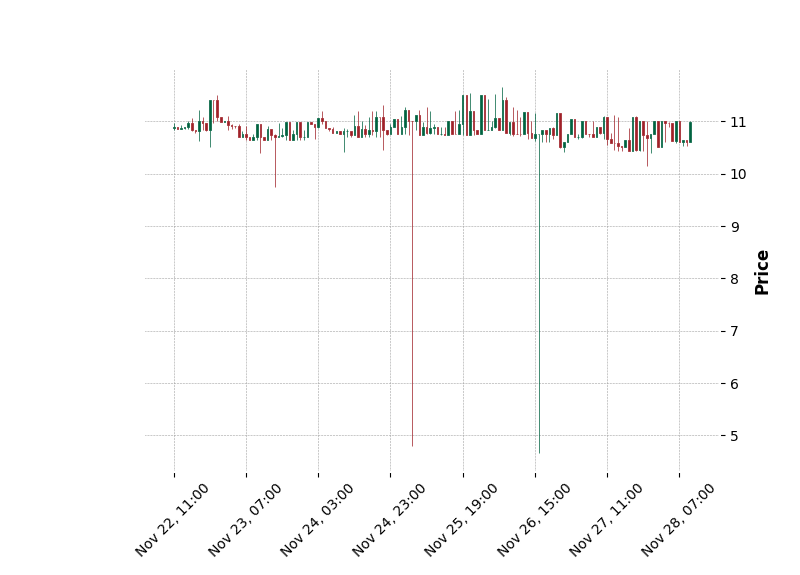 11
10
9
8
7
6
5
Price
Nov 22, 11:00
Nov 23, 07:00
Nov 24, 03:00
Nov 24, 23:00
Nov 25, 19:00
Nov 26, 15:00
Nov 27, 11:00
Nov 28, 07:00